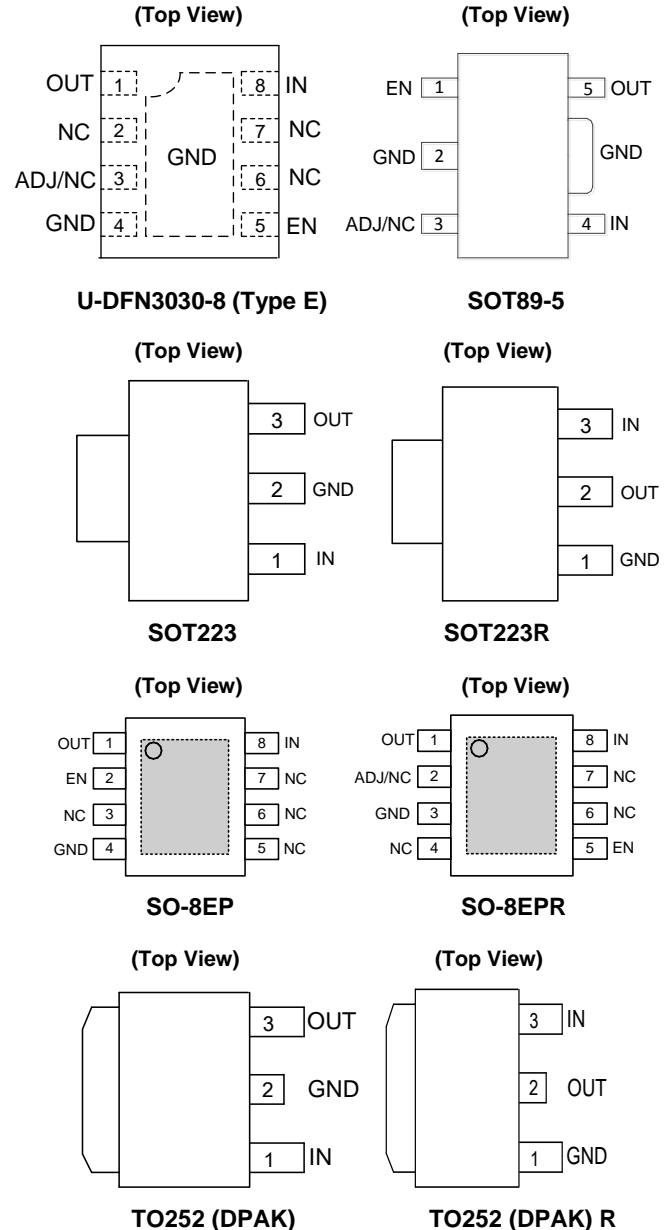 (Top View)
OUT 1 8 IN
NC 2 7 NC
GND
ADJ/NC 3 6 NC
GND 4 5 EN
U-DFN3030-8 (Type E)
(Top View)
EN 1 5 OUT
GND 2 GND
ADJ/NC 3 4 IN
SOT89-5
(Top View)
3 OUT
2 GND
1 IN
SOT223
(Top View)
3 IN
2 OUT
1 GND
SOT223R
(Top View)
OUT 1 8 IN
EN 2 7 NC
NC 3 6 NC
GND 4 5 NC
SO-8EP
(Top View)
OUT 1 8 IN
ADJ/NC 2 7 NC
GND 3 6 NC
NC 4 5 EN
SO-8EPR
(Top View)
3 OUT
2 GND
1 IN
TO252 (DPAK)
(Top View)
3 IN
2 OUT
1 GND
TO252 (DPAK) R